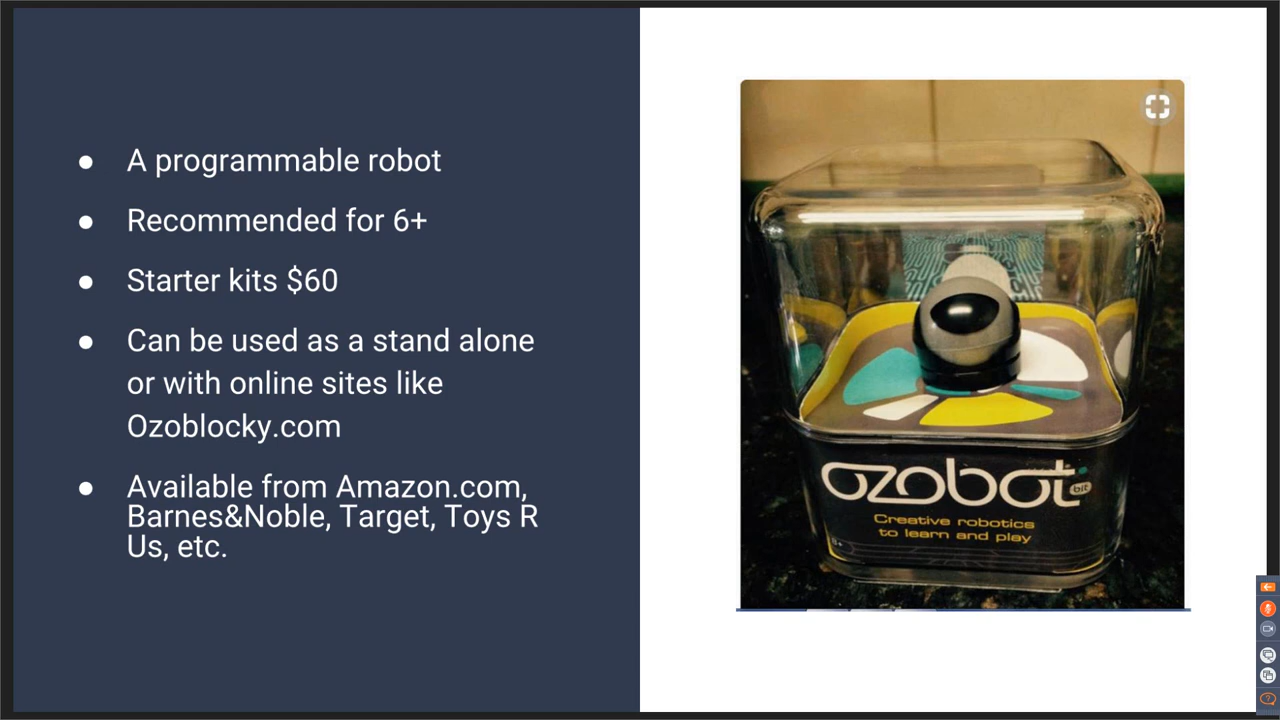 A programmable robot
Recommended for 6+
Starter kits $60
Can be used as a stand alone
or with online sites like
Ozoblocky.com
Available from Amazon.com,
Barnes&Noble, Target, Toys R
Us, etc.
ozobot
bit
Creative robotics
to learn and play
8+